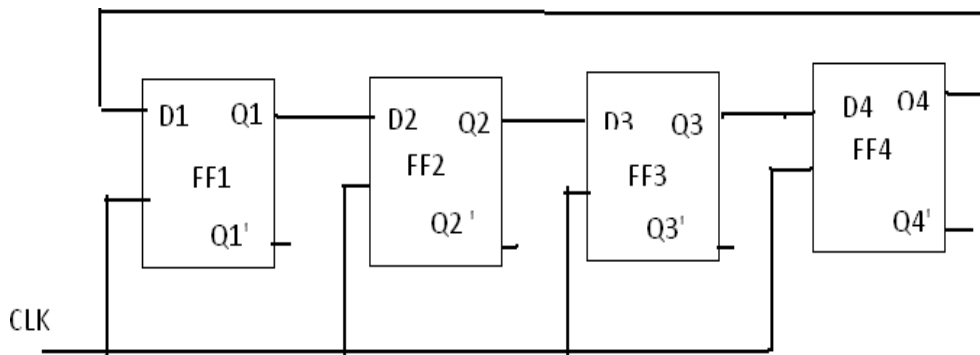 D1 Q1
FF1
Q1'
D2 Q2
FF2
Q2 '
D3 Q3
FF3
Q3'
D4 Q4
FF4
Q4'
CLK